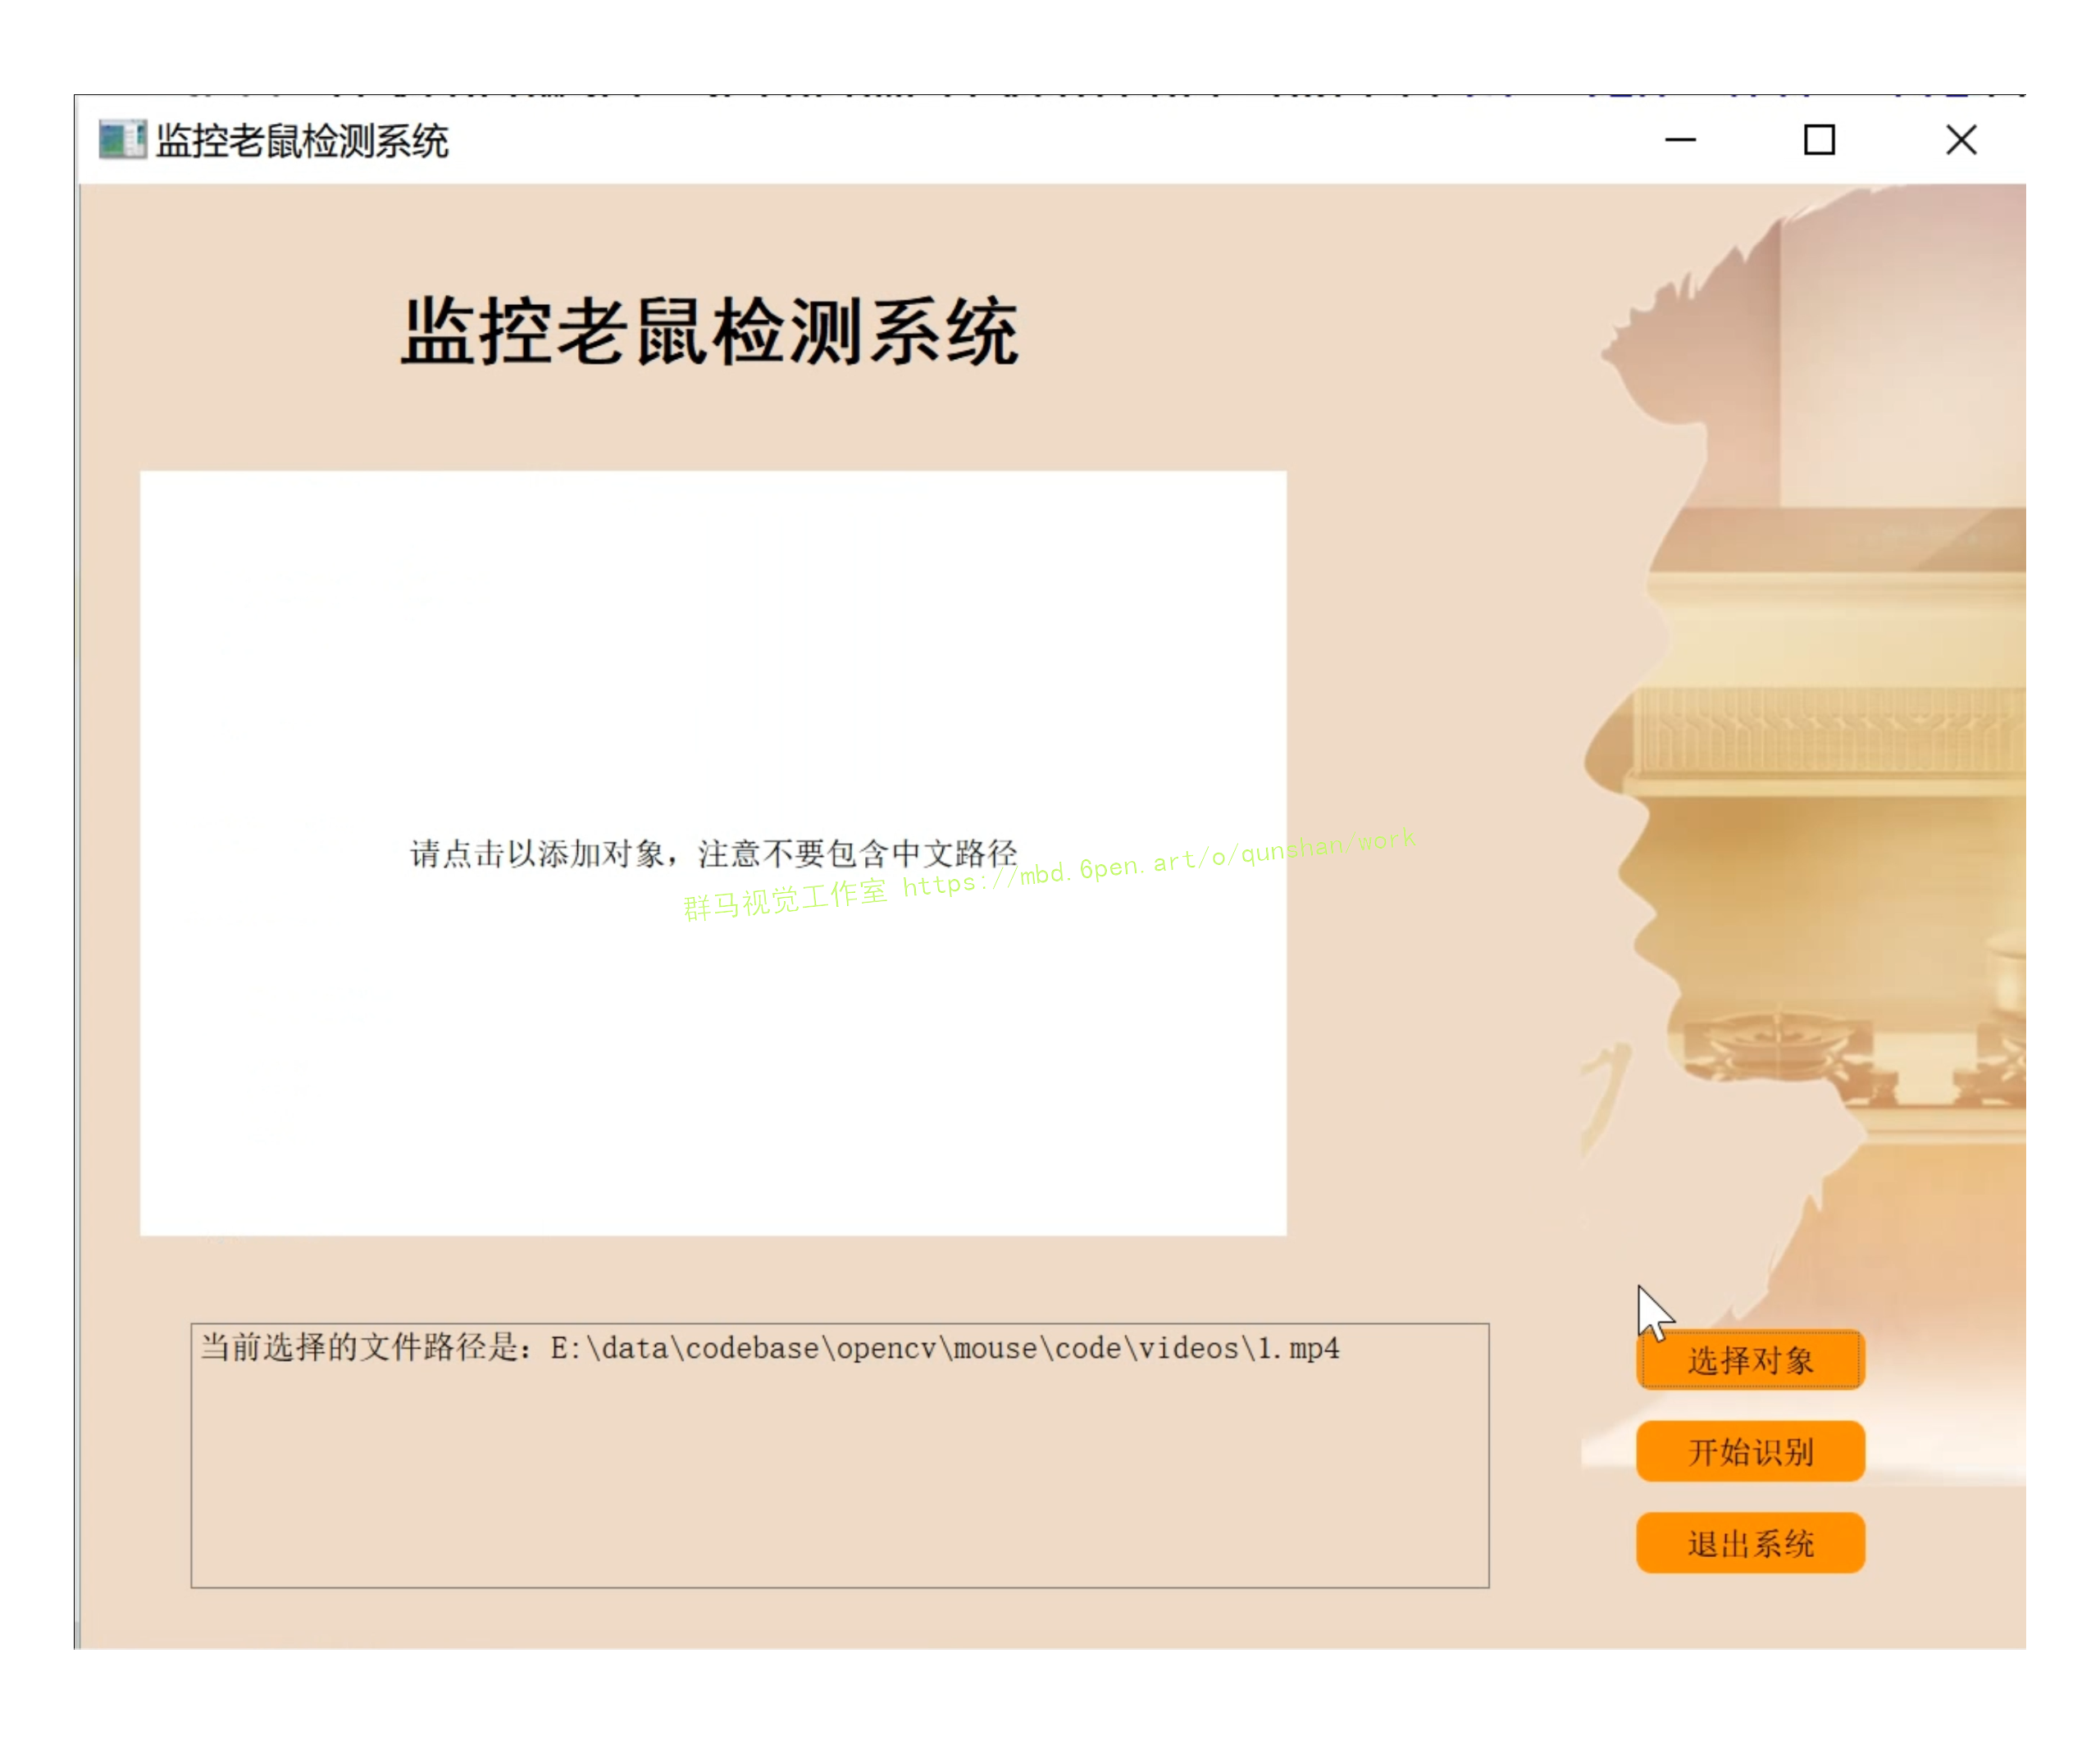 监控老鼠检测系统
监控老鼠检测系统
请点击以添加对象，注意不要包含中文路径
群马视觉工作室 https://mbd.6pen.art/o/qunshan/work
当前选择的文件路径是：E:\data\codebase\opencv\mouse\code\videos\1.mp4
选择对象
开始识别
退出系统